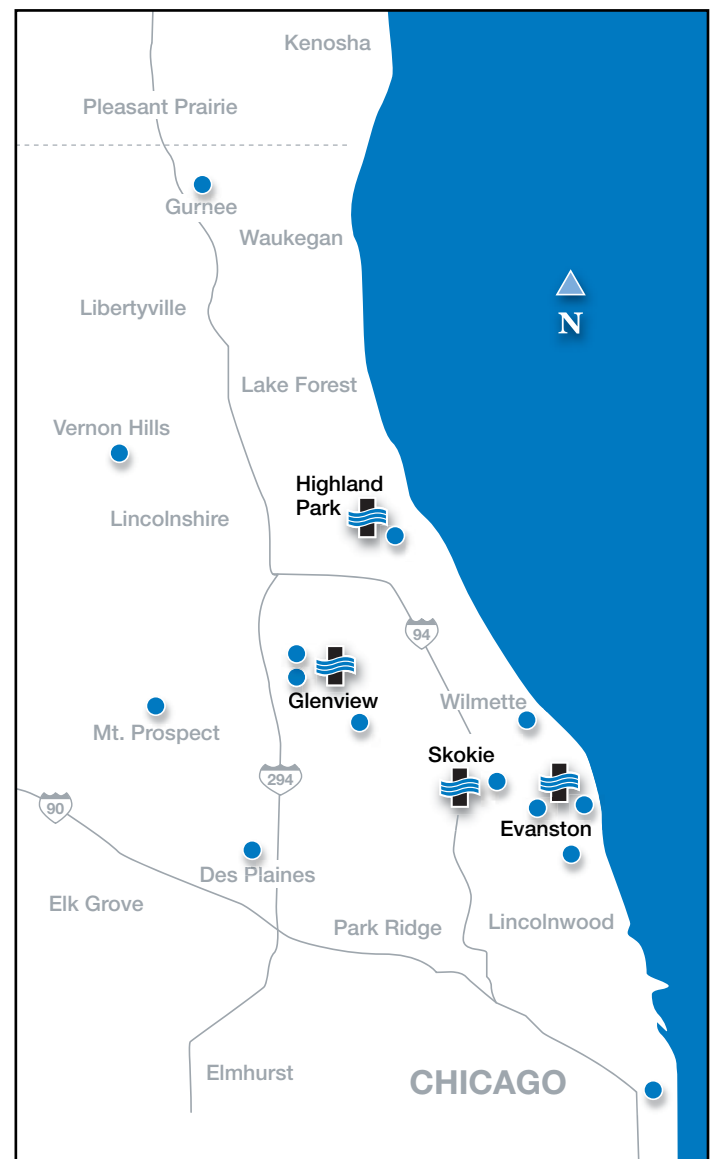 Kenosha
Pleasant Prairie
Gurnee
Waukegan
N
Libertyville
Lake Forest
Vernon Hills
Highland
Park
Lincolnshire
94
Glenview
Wilmette
Mt. Prospect
Skokie
294
90
Evanston
Des Plaines
Elk Grove
Park Ridge
Lincolnwood
Elmhurst
CHICAGO